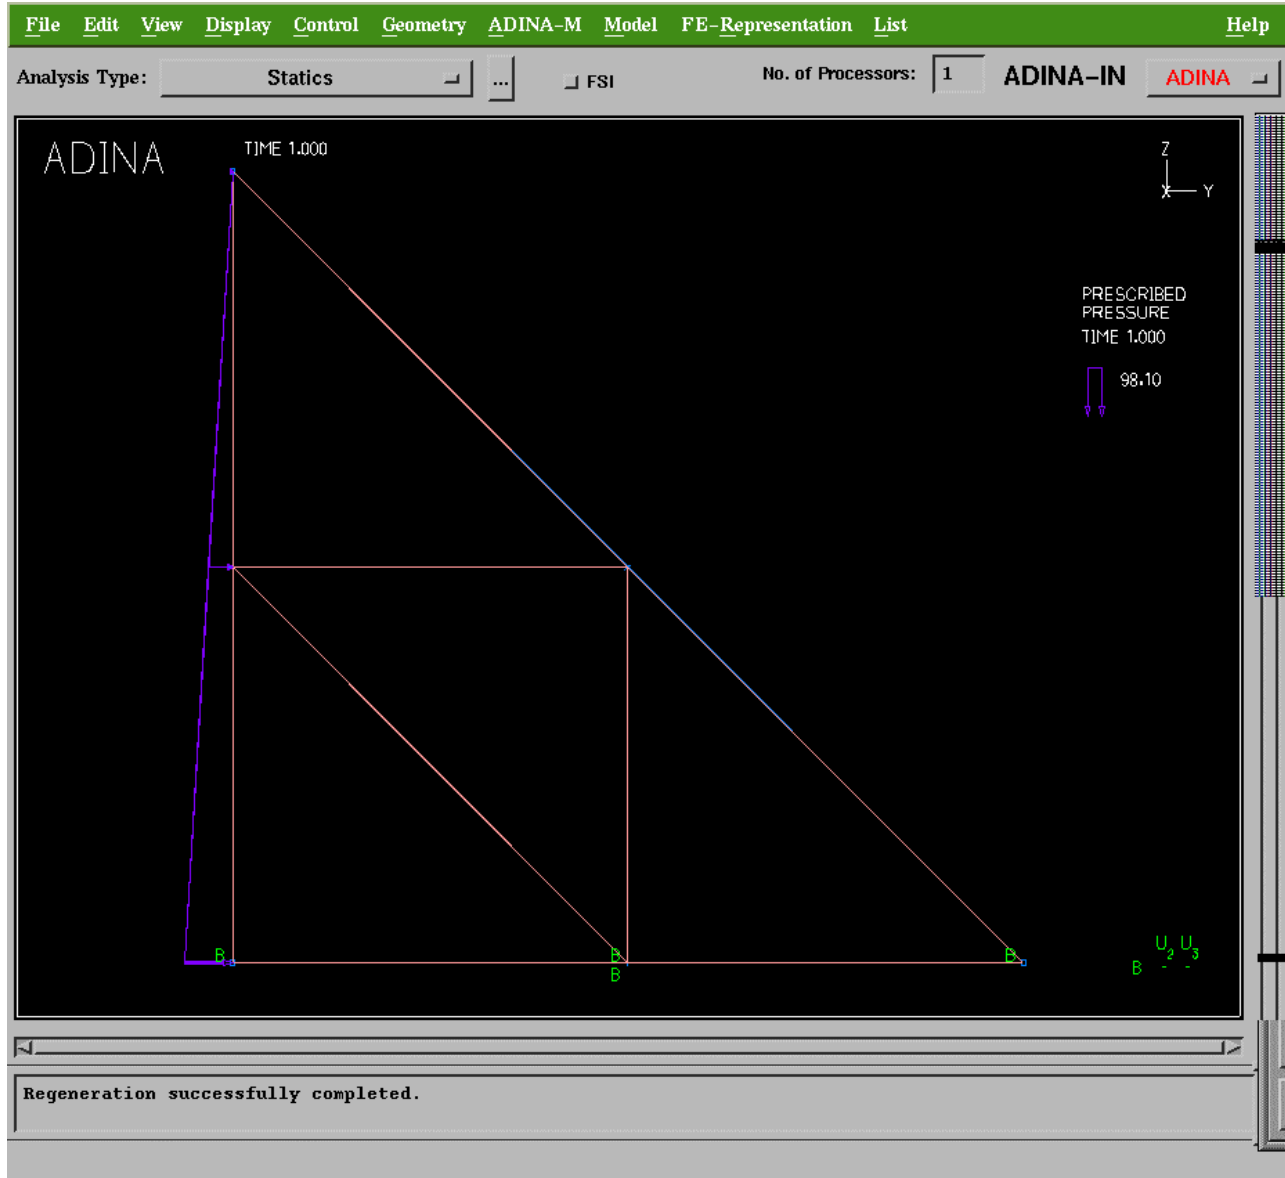 File Edit View Display Control Geometry ADINA-M Model FE-Representation List Help
Analysis Type: Statics ... FSI No. of Processors: 1 ADINA-IN ADINA
ADINA
TIME 1.000
Z
X Y
PRESCRIBED
PRESSURE
TIME 1.000
98.10
B B B
B
U2 U3
B - -
Regeneration successfully completed.